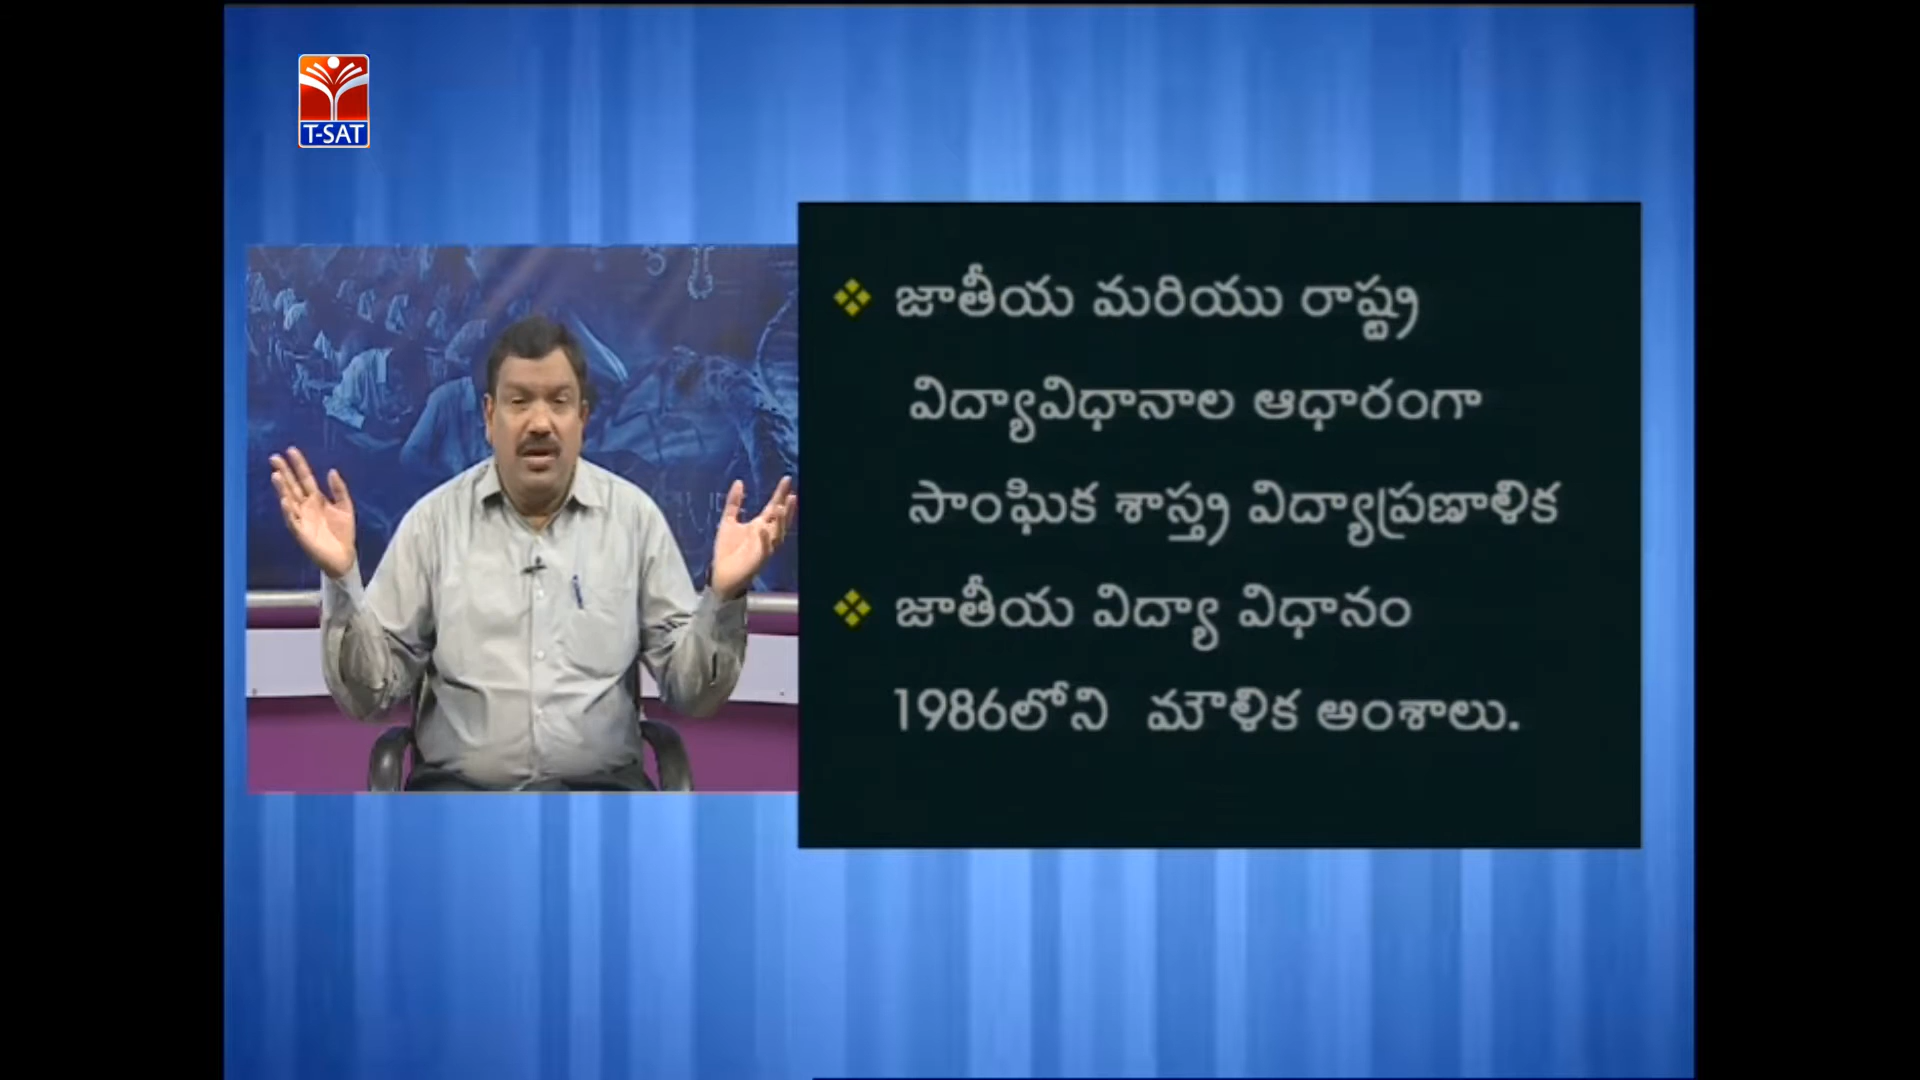 T-SAT
జాతీయ మరియు రాష్ట్ర
విద్యావిధానాల ఆధారంగా
సాంఘిక శాస్త్ర విద్యాప్రణాళిక
జాతీయ విద్యా విధానం
1986లోని మౌళిక అంశాలు.